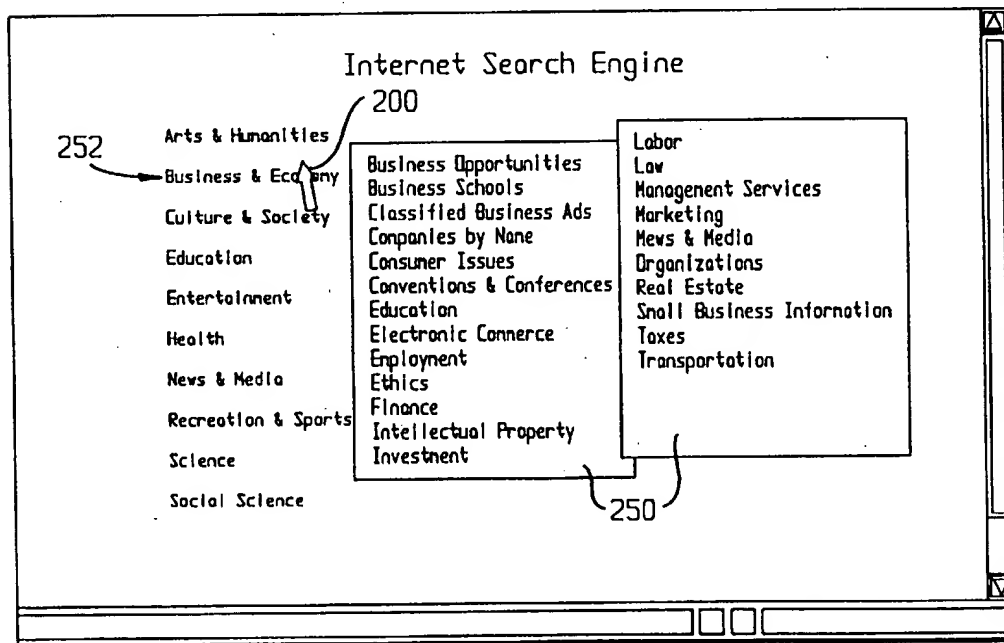 Internet Search Engine
200
252
Arts & Humanities
Business & Economy
Culture & Society
Education
Entertainment
Health
News & Media
Recreation & Sports
Science
Social Science
Business Opportunities
Business Schools
Classified Business Ads
Companies by Name
Consumer Issues
Conventions & Conferences
Education
Electronic Commerce
Employment
Ethics
Finance
Intellectual Property
Investment
Labor
Law
Management Services
Marketing
News & Media
Organizations
Real Estate
Small Business Information
Taxes
Transportation
250